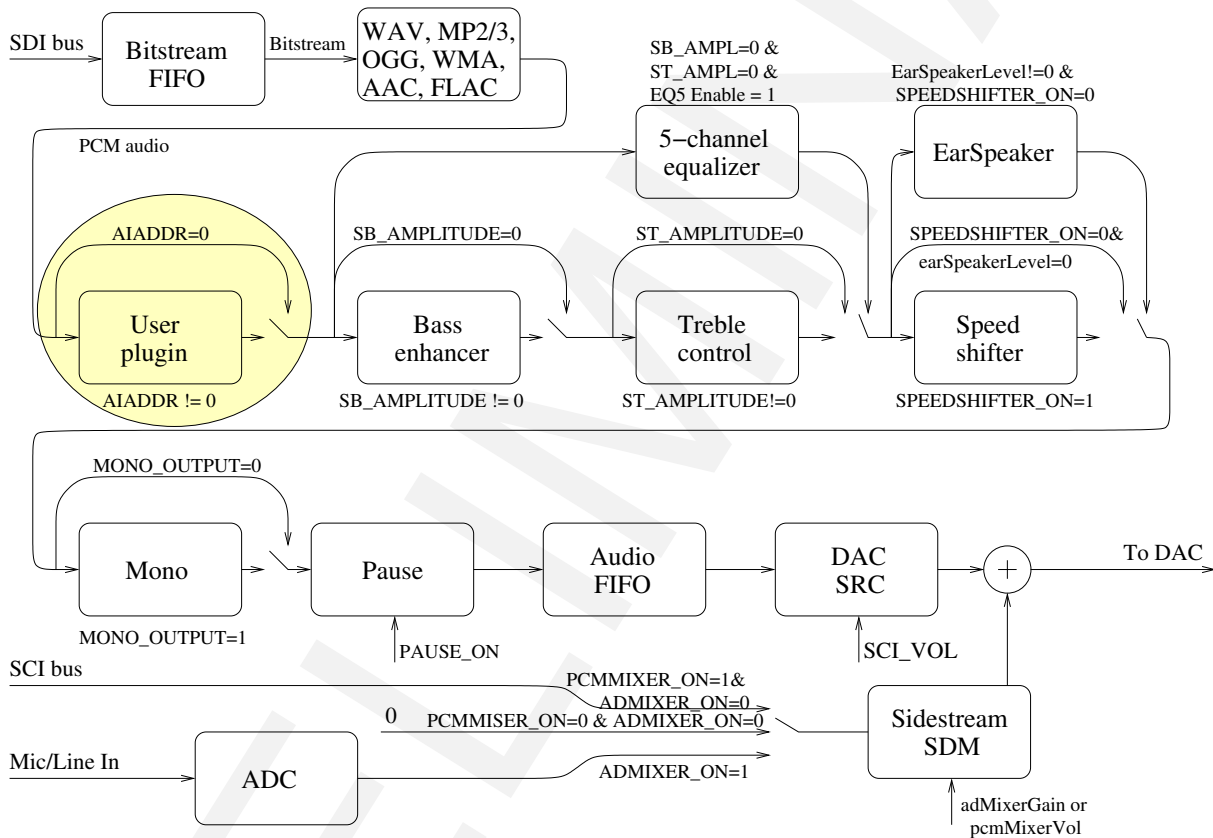 SDI bus
Bitstream
FIFO
Bitstream
WAV, MP2/3,
OGG, WMA,
AAC, FLAC
SB_AMPL=0 &
ST_AMPL=0 &
EQ5 Enable = 1
EarSpeakerLevel!=0 &
SPEEDSHIFTER_ON=0
PCM audio
5−channel
equalizer
EarSpeaker
AIADDR=0
SB_AMPLITUDE=0
ST_AMPLITUDE=0
SPEEDSHIFTER_ON=0&
earSpeakerLevel=0
User
plugin
Bass
enhancer
Treble
control
Speed
shifter
AIADDR != 0
SB_AMPLITUDE != 0
ST_AMPLITUDE!=0
SPEEDSHIFTER_ON=1
MONO_OUTPUT=0
Mono
Pause
Audio
FIFO
DAC
SRC
+
To DAC
MONO_OUTPUT=1
PAUSE_ON
SCI_VOL
SCI bus
PCMMIXER_ON=1&
ADMIXER_ON=0
0
PCMMISER_ON=0 & ADMIXER_ON=0
Sidestream
SDM
Mic/Line In
ADC
ADMIXER_ON=1
adMixerGain or
pcmMixerVol